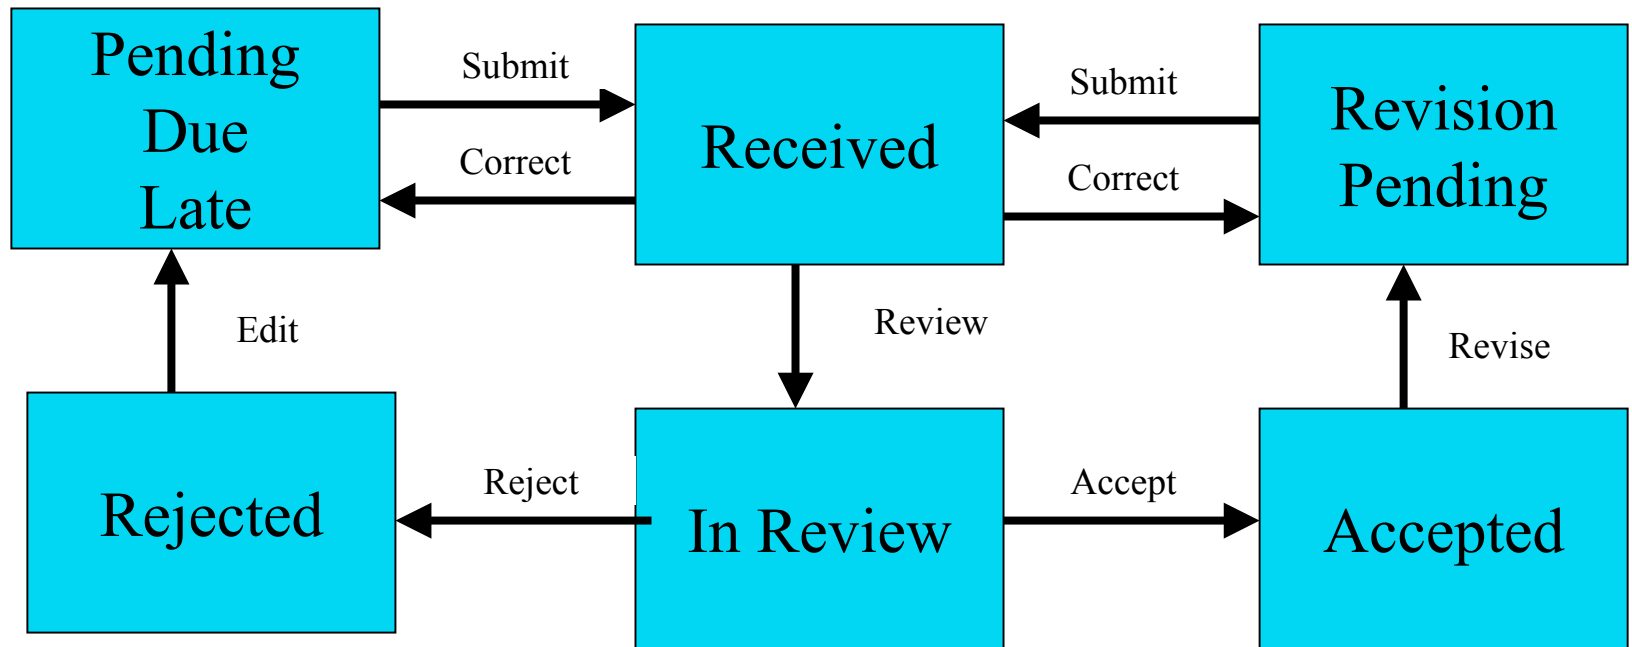 Pending
Due
Late
Submit
Correct
Received
Submit
Correct
Revision
Pending
Edit
Review
Revise
Rejected
Reject
In Review
Accept
Accepted